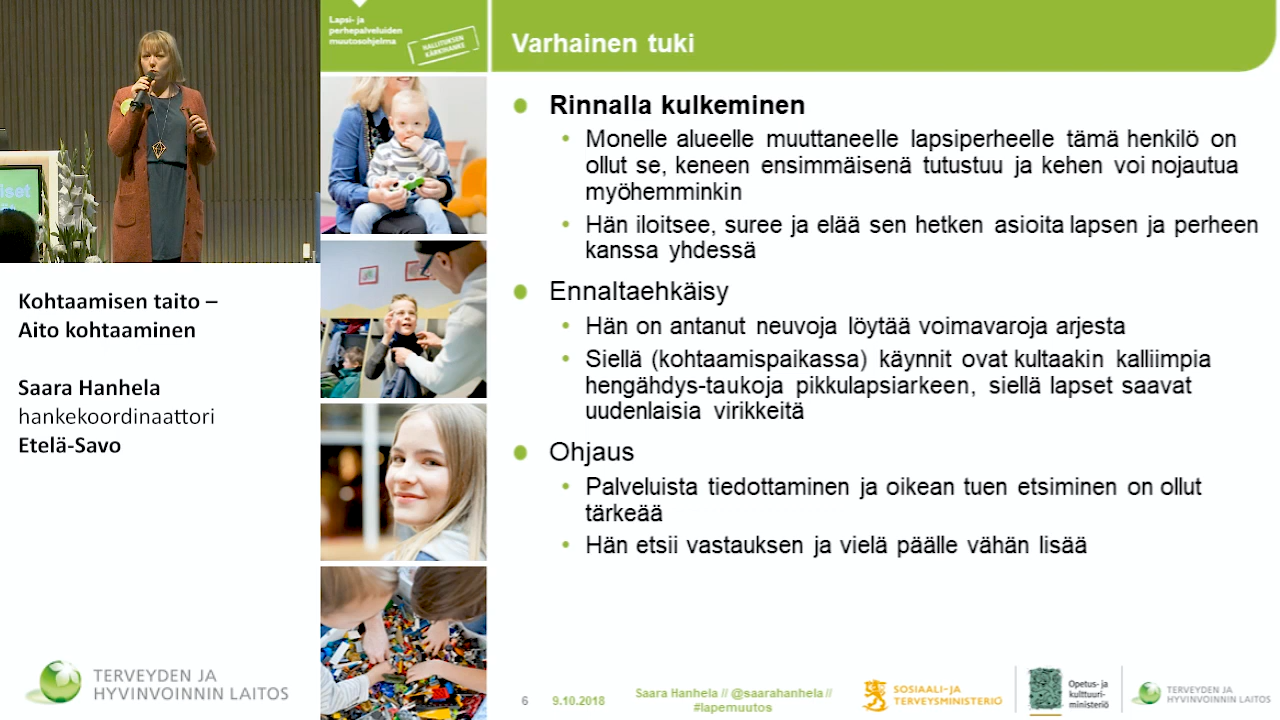 Lapsi- ja
perhepalveluiden
muutosohjelma
HALLITUKSEN
KÄRKIHANKE
Varhainen tuki
Rinnalla kulkeminen
Monelle alueelle muuttaneelle lapsiperheelle tämä henkilö on
ollut se, keneen ensimmäisenä tutustuu ja kehen voi nojautua
myöhemminkin
Hän iloitsee, suree ja elää sen hetken asioita lapsen ja perheen
kanssa yhdessä
Ennaltaehkäisy
Hän on antanut neuvoja löytää voimavaroja arjesta
Siellä (kohtaamispaikassa) käynnit ovat kultaakin kalliimpia
hengähdys-taukoja pikkulapsiarkeen, siellä lapset saavat
uudenlaisia virikkeitä
Ohjaus
Palveluista tiedottaminen ja oikean tuen etsiminen on ollut
tärkeää
Hän etsii vastauksen ja vielä päälle vähän lisää
Kohtaamisen taito –
Aito kohtaaminen
Saara Hanhela
hankekoordinaattori
Etelä-Savo
TERVEYDEN JA
HYVINVOINNIN LAITOS
6 9.10.2018
Saara Hanhela // @saarahanhela //
#lapemuutos
SOSIAALI- JA
TERVEYSMINISTERIÖ
Opetus- ja
kulttuuri-
ministeriö
TERVEYDEN JA
HYVINVOINNIN LAITOS